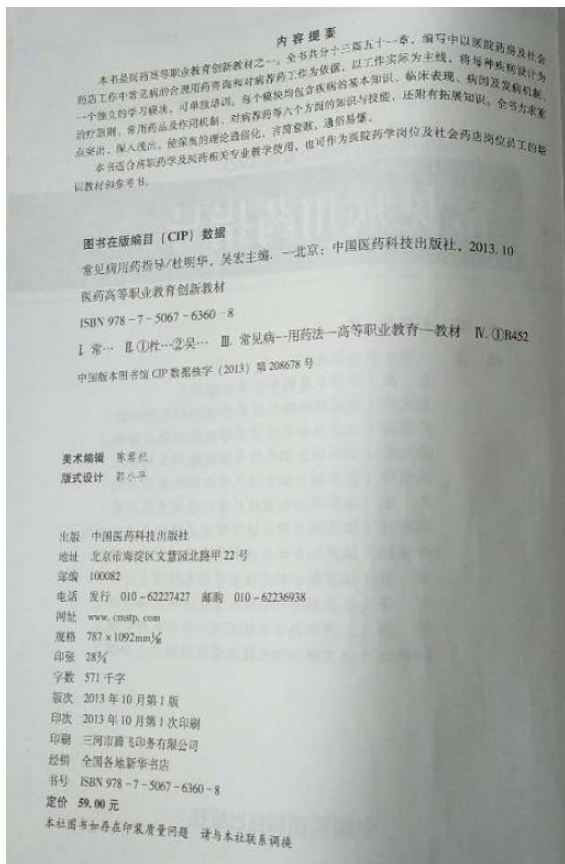 内容提要
本书是医药高等职业教育创新教材之一。全书共分十三篇五十一章，编写中以医院药房及社会
药店工作中常见病的合理用药咨询和对病荐药工作为依据，以工作实际为主线，将每种疾病设计为
一个独立的学习模块，可单独培训。每个模块均包含疾病的基本知识、临床表现、病因及发病机制、
治疗原则、常用药品及作用机制、对病荐药等六个方面的知识与技能，还附有拓展知识。全书力求重
点突出，深入浅出，使深奥的理论通俗化，言简意赅，通俗易懂。
本书适合高职药学及医药相关专业教学使用，也可作为医院药学岗位及社会药店岗位员工的培
训教材和参考书。
图书在版编目（CIP）数据
常见病用药指导/杜明华，吴宏主编．—北京：中国医药科技出版社，2013.10
医药高等职业教育创新教材
ISBN 978-7-5067-6360-8
Ⅰ.常… Ⅱ.①杜…②吴… Ⅲ.常见病—用药法—高等职业教育—教材 Ⅳ.①R452
中国版本图书馆CIP数据核字（2013）第208678号
美术编辑 陈君杞
版式设计 郭小平
出版 中国医药科技出版社
地址 北京市海淀区文慧园北路甲22号
邮编 100082
电话 发行 010-62227427 邮购 010-62236938
网址 www.cmstp.com
规格 787×1092mm 1/16
印张 28 3/4
字数 571千字
版次 2013年10月第1版
印次 2013年10月第1次印刷
印刷 三河市腾飞印务有限公司
经销 全国各地新华书店
书号 ISBN 978-7-5067-6360-8
定价 59.00元
本社图书如存在印装质量问题 请与本社联系调换